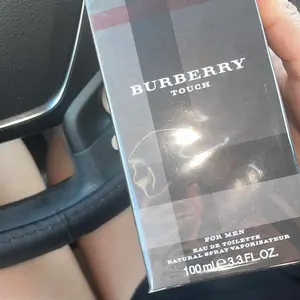 BURBERRY
TOUCH
FOR MEN
EAU DE TOILETTE
NATURAL SPRAY VAPORISATEUR
100 ml ℮ 3.3 FL.OZ.